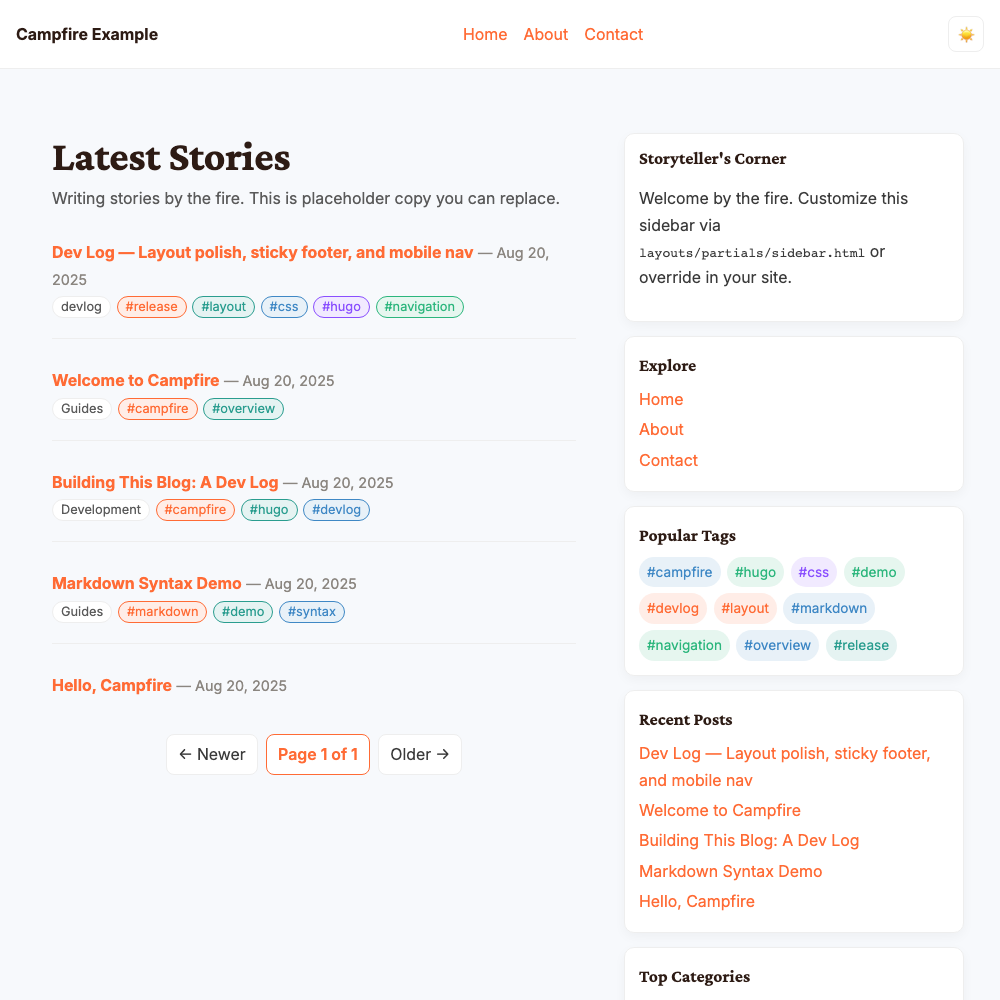 Campfire Example
Home About Contact
Latest Stories
Writing stories by the fire. This is placeholder copy you can replace.
Dev Log — Layout polish, sticky footer, and mobile nav — Aug 20,
2025
devlog #release #layout #css #hugo #navigation
Welcome to Campfire — Aug 20, 2025
Guides #campfire #overview
Building This Blog: A Dev Log — Aug 20, 2025
Development #campfire #hugo #devlog
Markdown Syntax Demo — Aug 20, 2025
Guides #markdown #demo #syntax
Hello, Campfire — Aug 20, 2025
← Newer Page 1 of 1 Older →
Storyteller's Corner
Welcome by the fire. Customize this
sidebar via
layouts/partials/sidebar.html or
override in your site.
Explore
Home
About
Contact
Popular Tags
#campfire #hugo #css #demo
#devlog #layout #markdown
#navigation #overview #release
Recent Posts
Dev Log — Layout polish, sticky footer,
and mobile nav
Welcome to Campfire
Building This Blog: A Dev Log
Markdown Syntax Demo
Hello, Campfire
Top Categories